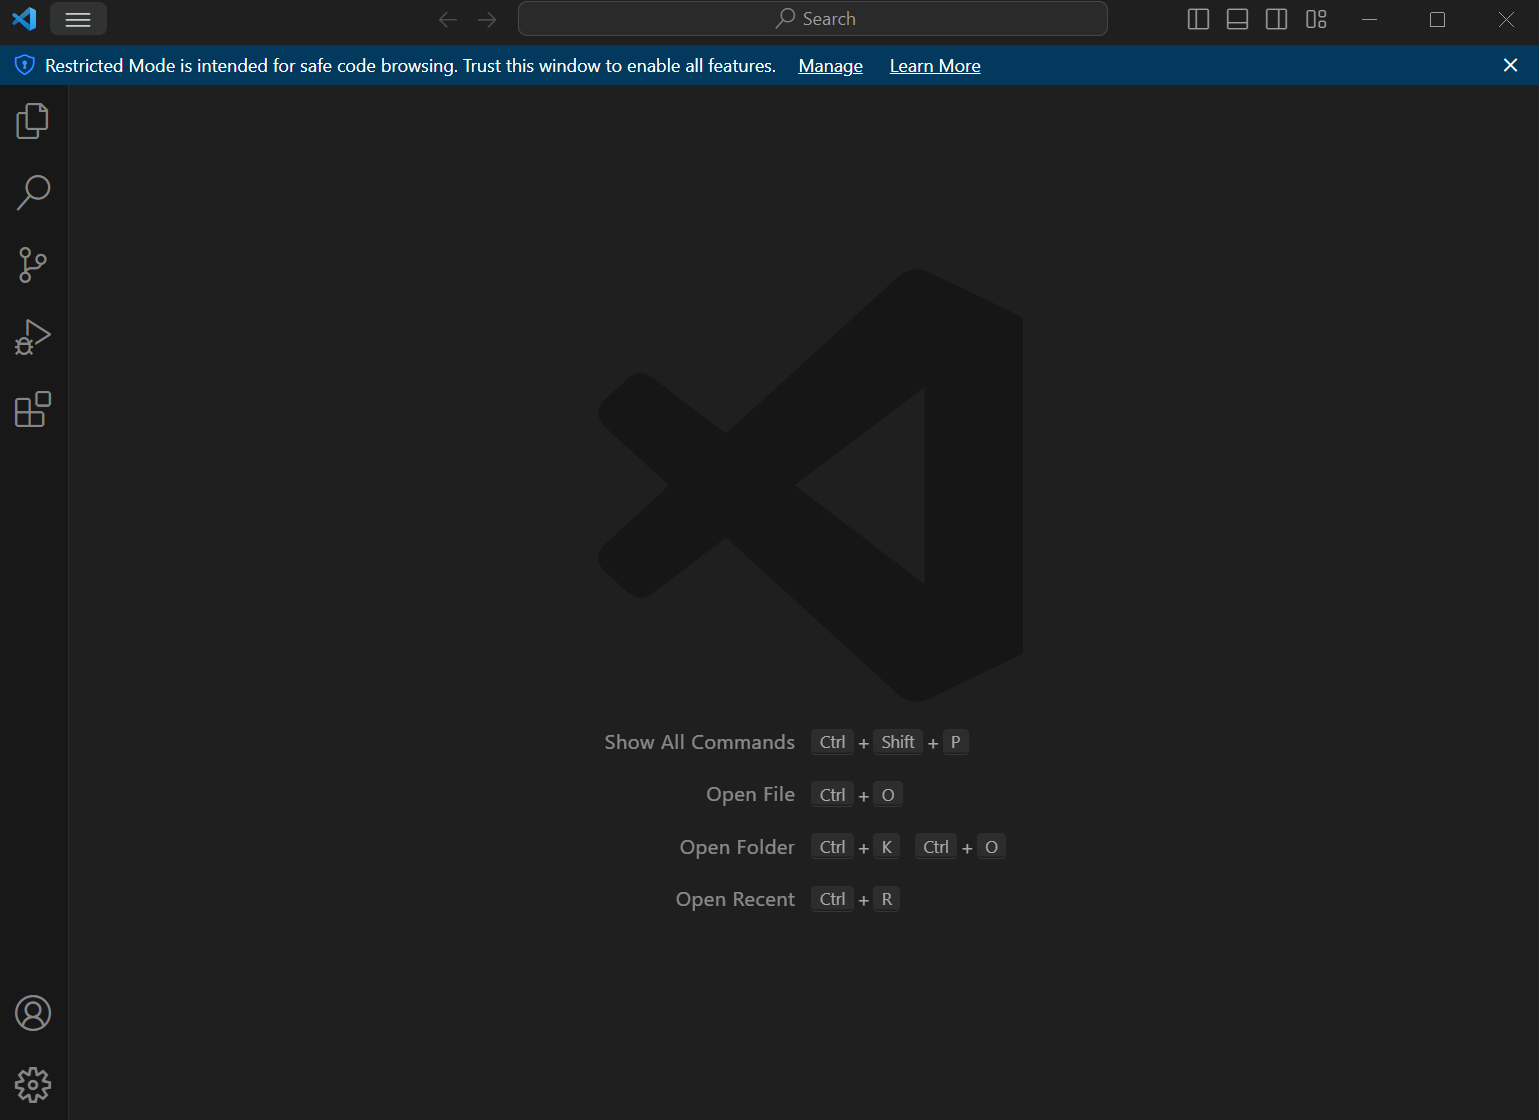 Search
Restricted Mode is intended for safe code browsing. Trust this window to enable all features. Manage Learn More
Show All Commands Ctrl + Shift + P
Open File Ctrl + O
Open Folder Ctrl + K Ctrl + O
Open Recent Ctrl + R